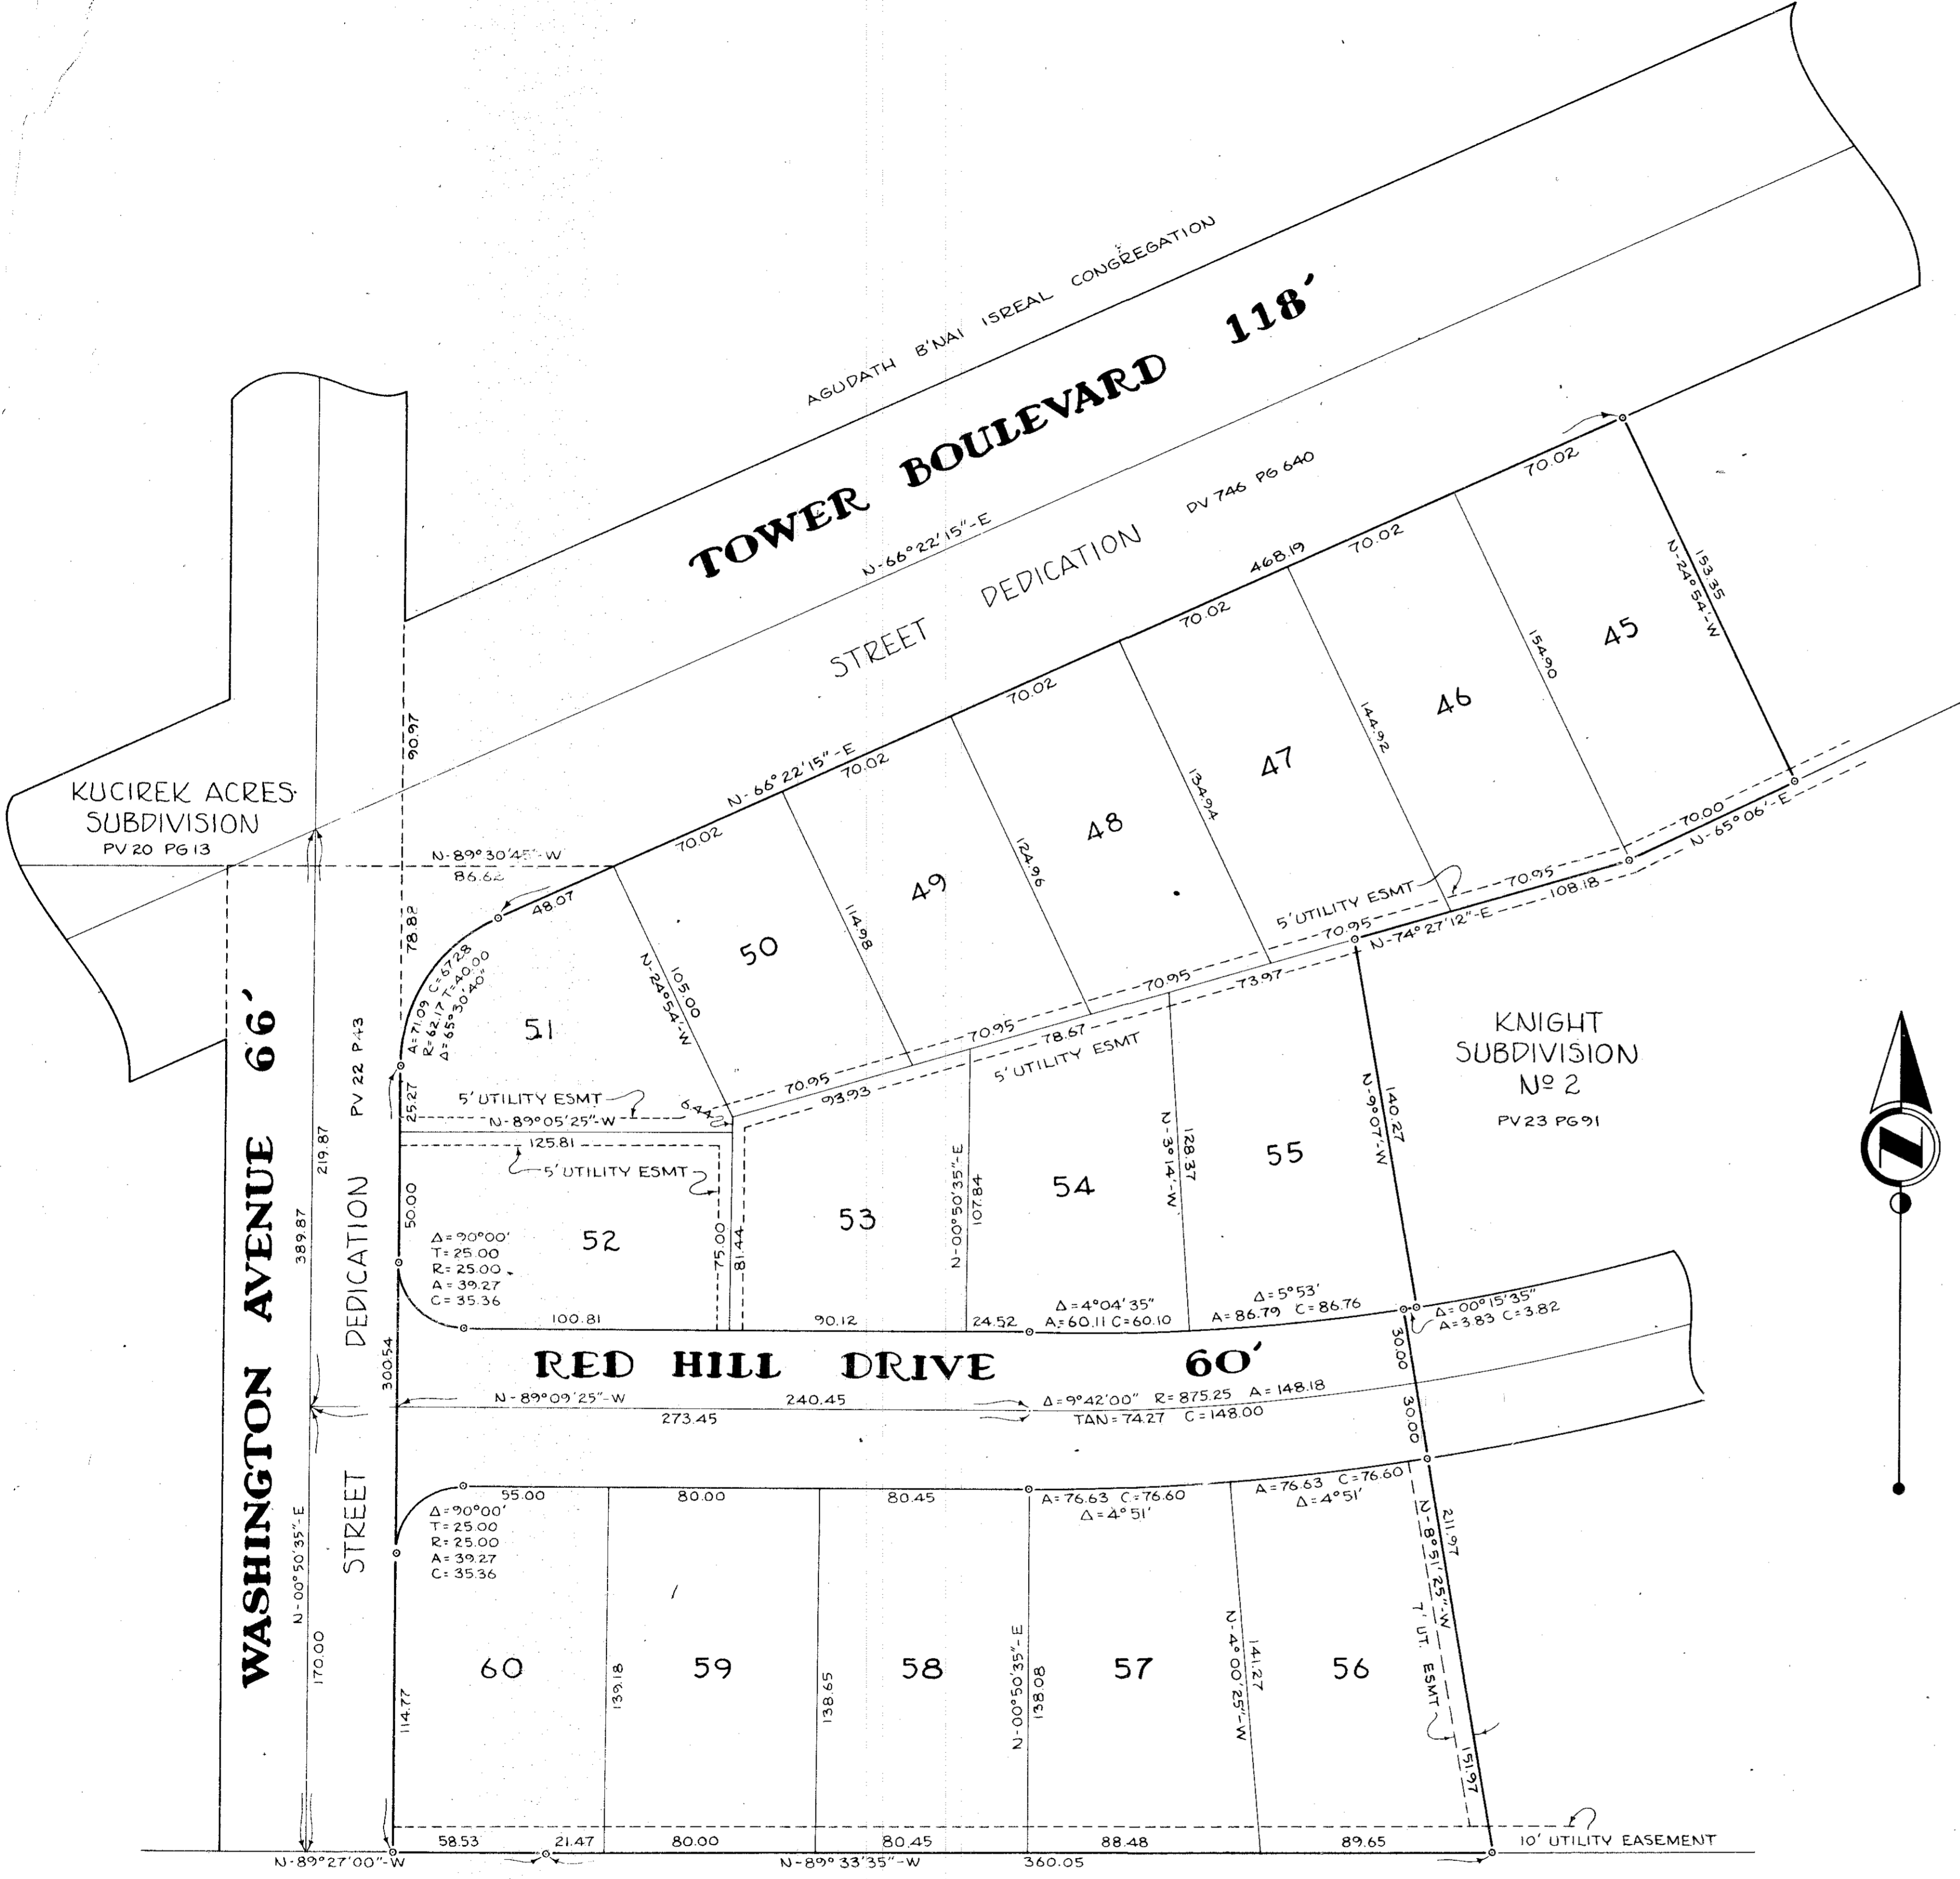 AGUDATH B'NAI ISREAL CONGREGATION
TOWER BOULEVARD 118'
N-66°22'15"-E
STREET DEDICATION
DV 746 PG 640
468.19
70.02
70.02
70.02
70.02
N-66°22'15"-E
70.02
70.02
48.07
153.35
N-24°54'-W
45
154.90
46
144.92
47
134.94
48
124.96
49
114.98
50
105.00
N-24°54'-W
51
90.97
78.82
N-89°30'45"-W
86.62
KUCIREK ACRES
SUBDIVISION
PV 20 PG 13
A=71.09 C=67.28
R=62.17 T=40.00
Δ=65°30'40"
25.27
70.00
N-65°06'-E
70.95
108.18
N-74°27'12"-E
5' UTILITY ESMT
70.95
73.97
70.95
78.67
5' UTILITY ESMT
70.95
93.93
70.95
6.44
5' UTILITY ESMT
N-89°05'25"-W
125.81
5' UTILITY ESMT
50.00
Δ=90°00'
T=25.00
R=25.00
A=39.27
C=35.36
52
75.00
81.44
53
N-00°50'35"-E
107.84
54
N-3°14'-W
128.37
55
N-9°07'-W
140.27
KNIGHT
SUBDIVISION
Nº 2
PV 23 PG 91
N
100.81
90.12
24.52
Δ=4°04'35"
A=60.11 C=60.10
Δ=5°53'
A=86.79 C=86.76
Δ=00°15'35"
A=3.83 C=3.82
30.00
30.00
RED HILL DRIVE 60'
N-89°09'25"-W
240.45
273.45
Δ=9°42'00" R=875.25 A=148.18
TAN=74.27 C=148.00
WASHINGTON AVENUE 66'
STREET DEDICATION PV 22 P43
219.87
389.87
300.54
N-00°50'35"-E
170.00
114.77
95.00
80.00
80.45
A=76.63 C=76.60
Δ=4°51'
A=76.63 C=76.60
Δ=4°51'
Δ=90°00'
T=25.00
R=25.00
A=39.27
C=35.36
60
139.18
59
138.65
58
N-00°50'35"-E
138.08
57
N-4°00'25"-W
141.27
56
211.97
N-8°51'25"-W
7' UT. ESMT
151.97
58.53
21.47
80.00
80.45
88.48
89.65
10' UTILITY EASEMENT
N-89°27'00"-W
N-89°33'35"-W
360.05